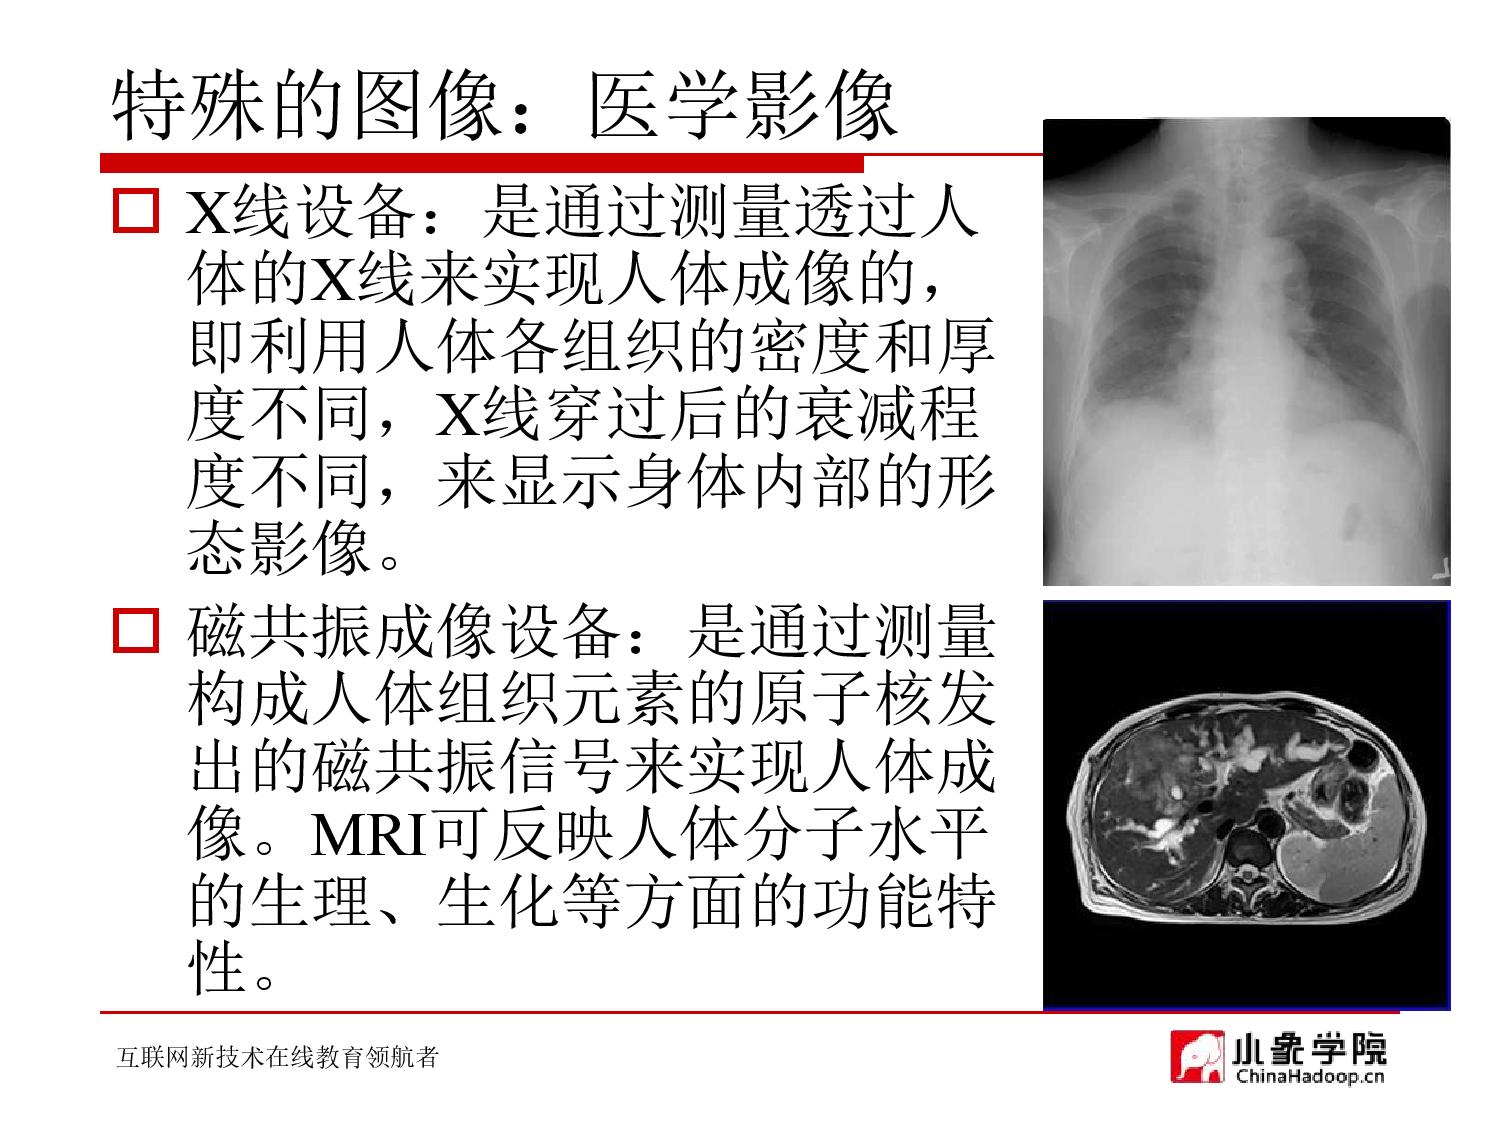 特殊的图像：医学影像
X线设备：是通过测量透过人
体的X线来实现人体成像的，
即利用人体各组织的密度和厚
度不同，X线穿过后的衰减程
度不同，来显示身体内部的形
态影像。
磁共振成像设备：是通过测量
构成人体组织元素的原子核发
出的磁共振信号来实现人体成
像。MRI可反映人体分子水平
的生理、生化等方面的功能特
性。
互联网新技术在线教育领航者
小象学院
ChinaHadoop.cn